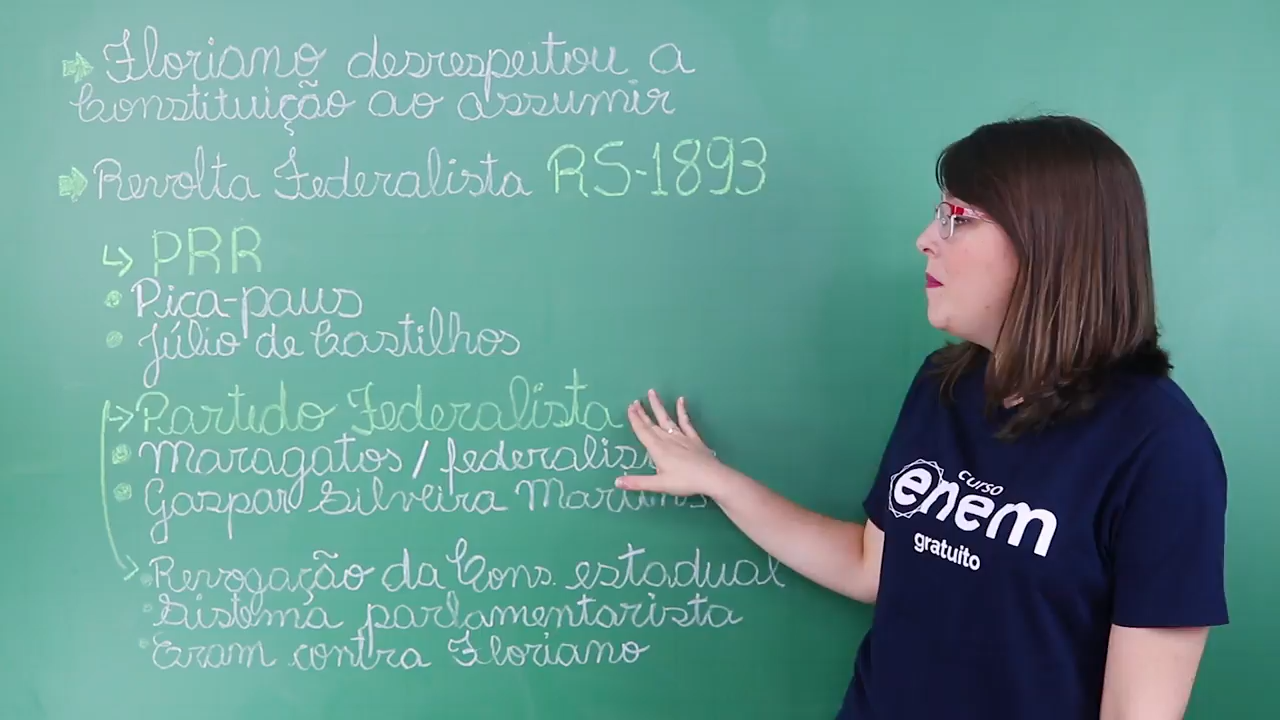 Floriano desrespeitou a
Constituição ao assumir
Revolta Federalista RS-1893
PRR
Pica-paus
Júlio de Castilhos
Partido Federalista
Maragatos / federalis
Gaspar Silveira Martins
Revogação da Cons. estadual
Sistema parlamentarista
Eram contra Floriano
curso
enem
gratuito